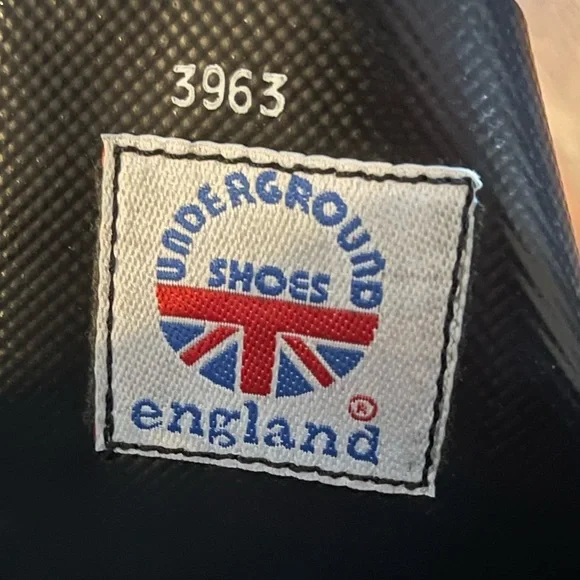 3963
UNDERGROUND
SHOES
england
®